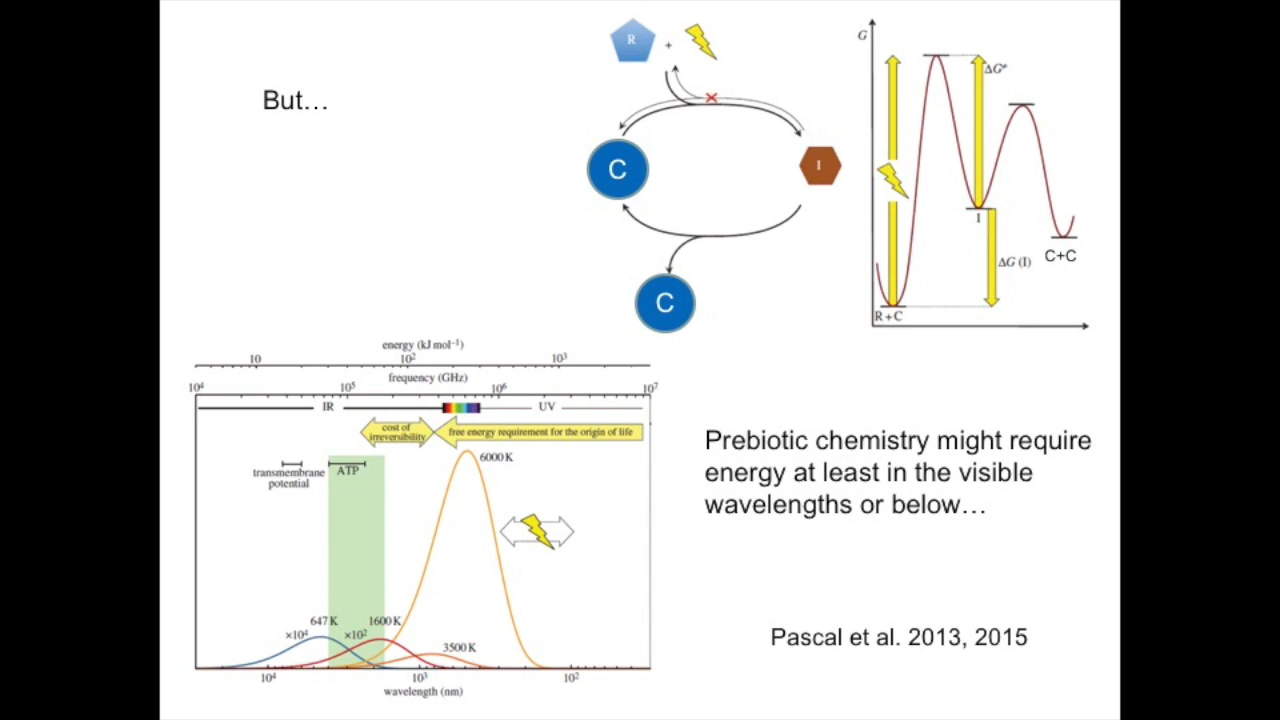 But…
R
+
C
I
C
G
ΔG≠
I
ΔG (I)
C+C
R + C
energy (kJ mol⁻¹)
10 10² 10³
frequency (GHz)
10⁴ 10⁵ 10⁶ 10⁷
IR UV
cost of
irreversibility
free energy requirement for the origin of life
transmembrane
potential
ATP
6000 K
647 K
×10⁴
×10²
1600 K
3500 K
10⁴ 10³ 10²
wavelength (nm)
Prebiotic chemistry might require
energy at least in the visible
wavelengths or below…
Pascal et al. 2013, 2015